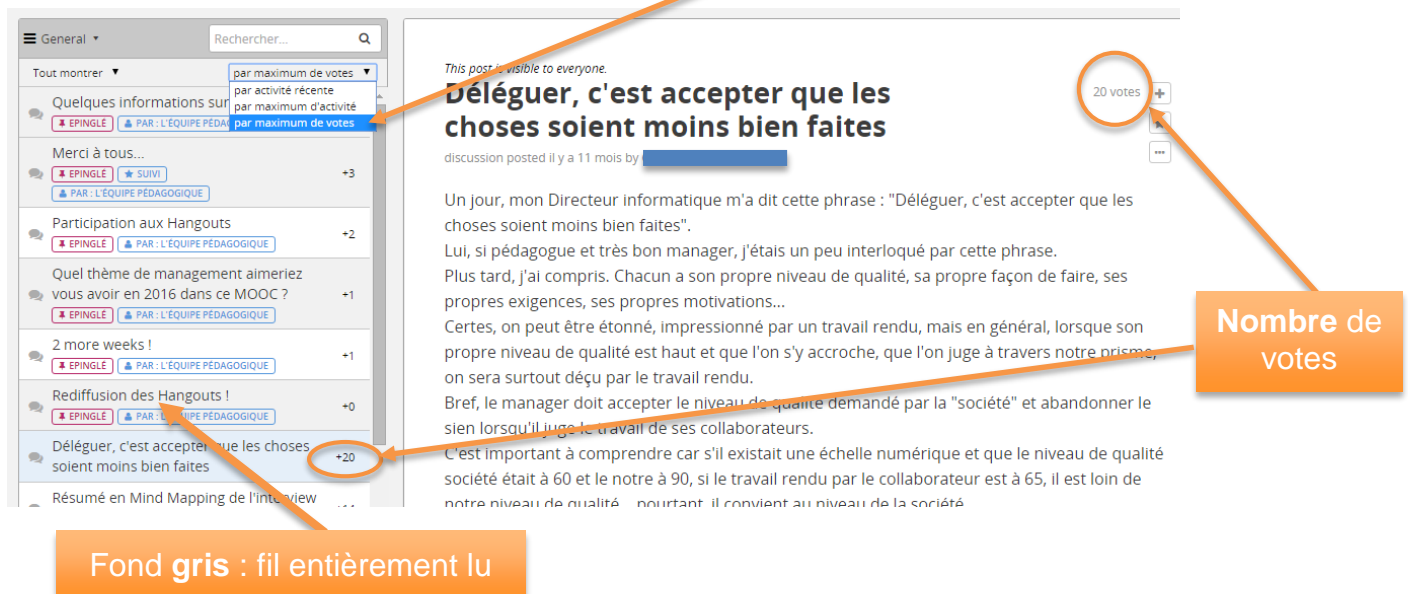 General
Rechercher...
Tout montrer
par maximum de votes
par activité récente
par maximum d'activité
par maximum de votes
Quelques informations sur
EPINGLÉ PAR : L'ÉQUIPE
Merci à tous...
EPINGLÉ SUIVI
PAR : L'ÉQUIPE PÉDAGOGIQUE
+3
Participation aux Hangouts
EPINGLÉ PAR : L'ÉQUIPE PÉDAGOGIQUE
+2
Quel thème de management aimeriez
vous avoir en 2016 dans ce MOOC ?
EPINGLÉ PAR : L'ÉQUIPE PÉDAGOGIQUE
+1
2 more weeks !
EPINGLÉ PAR : L'ÉQUIPE PÉDAGOGIQUE
+1
Rediffusion des Hangouts !
EPINGLÉ PAR : L'ÉQUIPE PÉDAGOGIQUE
+0
Déléguer, c'est accepter que les choses
soient moins bien faites
+20
Résumé en Mind Mapping de l'interview
This post is visible to everyone.
Déléguer, c'est accepter que les
choses soient moins bien faites
20 votes
discussion posted il y a 11 mois by
Un jour, mon Directeur informatique m'a dit cette phrase : "Déléguer, c'est accepter que les
choses soient moins bien faites".
Lui, si pédagogue et très bon manager, j'étais un peu interloqué par cette phrase.
Plus tard, j'ai compris. Chacun a son propre niveau de qualité, sa propre façon de faire, ses
propres exigences, ses propres motivations...
Certes, on peut être étonné, impressionné par un travail rendu, mais en général, lorsque son
propre niveau de qualité est haut et que l'on s'y accroche, que l'on juge à travers notre prisme,
on sera surtout déçu par le travail rendu.
Bref, le manager doit accepter le niveau de qualité demandé par la "société" et abandonner le
sien lorsqu'il juge le travail de ses collaborateurs.
C'est important à comprendre car s'il existait une échelle numérique et que le niveau de qualité
société était à 60 et le notre à 90, si le travail rendu par le collaborateur est à 65, il est loin de
notre niveau de qualité... pourtant, il convient au niveau de la société
Nombre de
votes
Fond gris : fil entièrement lu